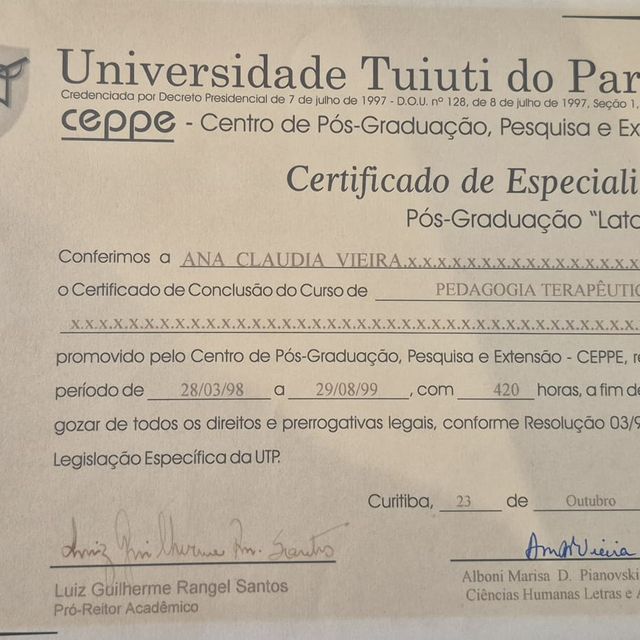 Universidade Tuiuti do Par
Credenciada por Decreto Presidencial de 7 de julho de 1997 - D.O.U. nº 128, de 8 de julho de 1997, Seção 1,
ceppe - Centro de Pós-Graduação, Pesquisa e Ex
Certificado de Especiali
Pós-Graduação "Lato
Conferimos a ANA CLAUDIA VIEIRA.x.x.x.x.x.x.x.x.x.x.x.x.x.x.x.x
o Certificado de Conclusão do Curso de PEDAGOGIA TERAPÊUTIC
x.x.x.x.x.x.x.x.x.x.x.x.x.x.x.x.x.x.x.x.x.x.x.x.x.x.x.x.x.x.x.x.x.x.x.x.x.x.x
promovido pelo Centro de Pós-Graduação, Pesquisa e Extensão - CEPPE, re
período de 28/03/98 a 29/08/99, com 420 horas, a fim de
gozar de todos os direitos e prerrogativas legais, conforme Resolução 03/9
Legislação Específica da UTP.
Curitiba, 23 de Outubro
Luiz Guilherme Rangel Santos
Pró-Reitor Acadêmico
Alboni Marisa D. Pianovski
Ciências Humanas Letras e A